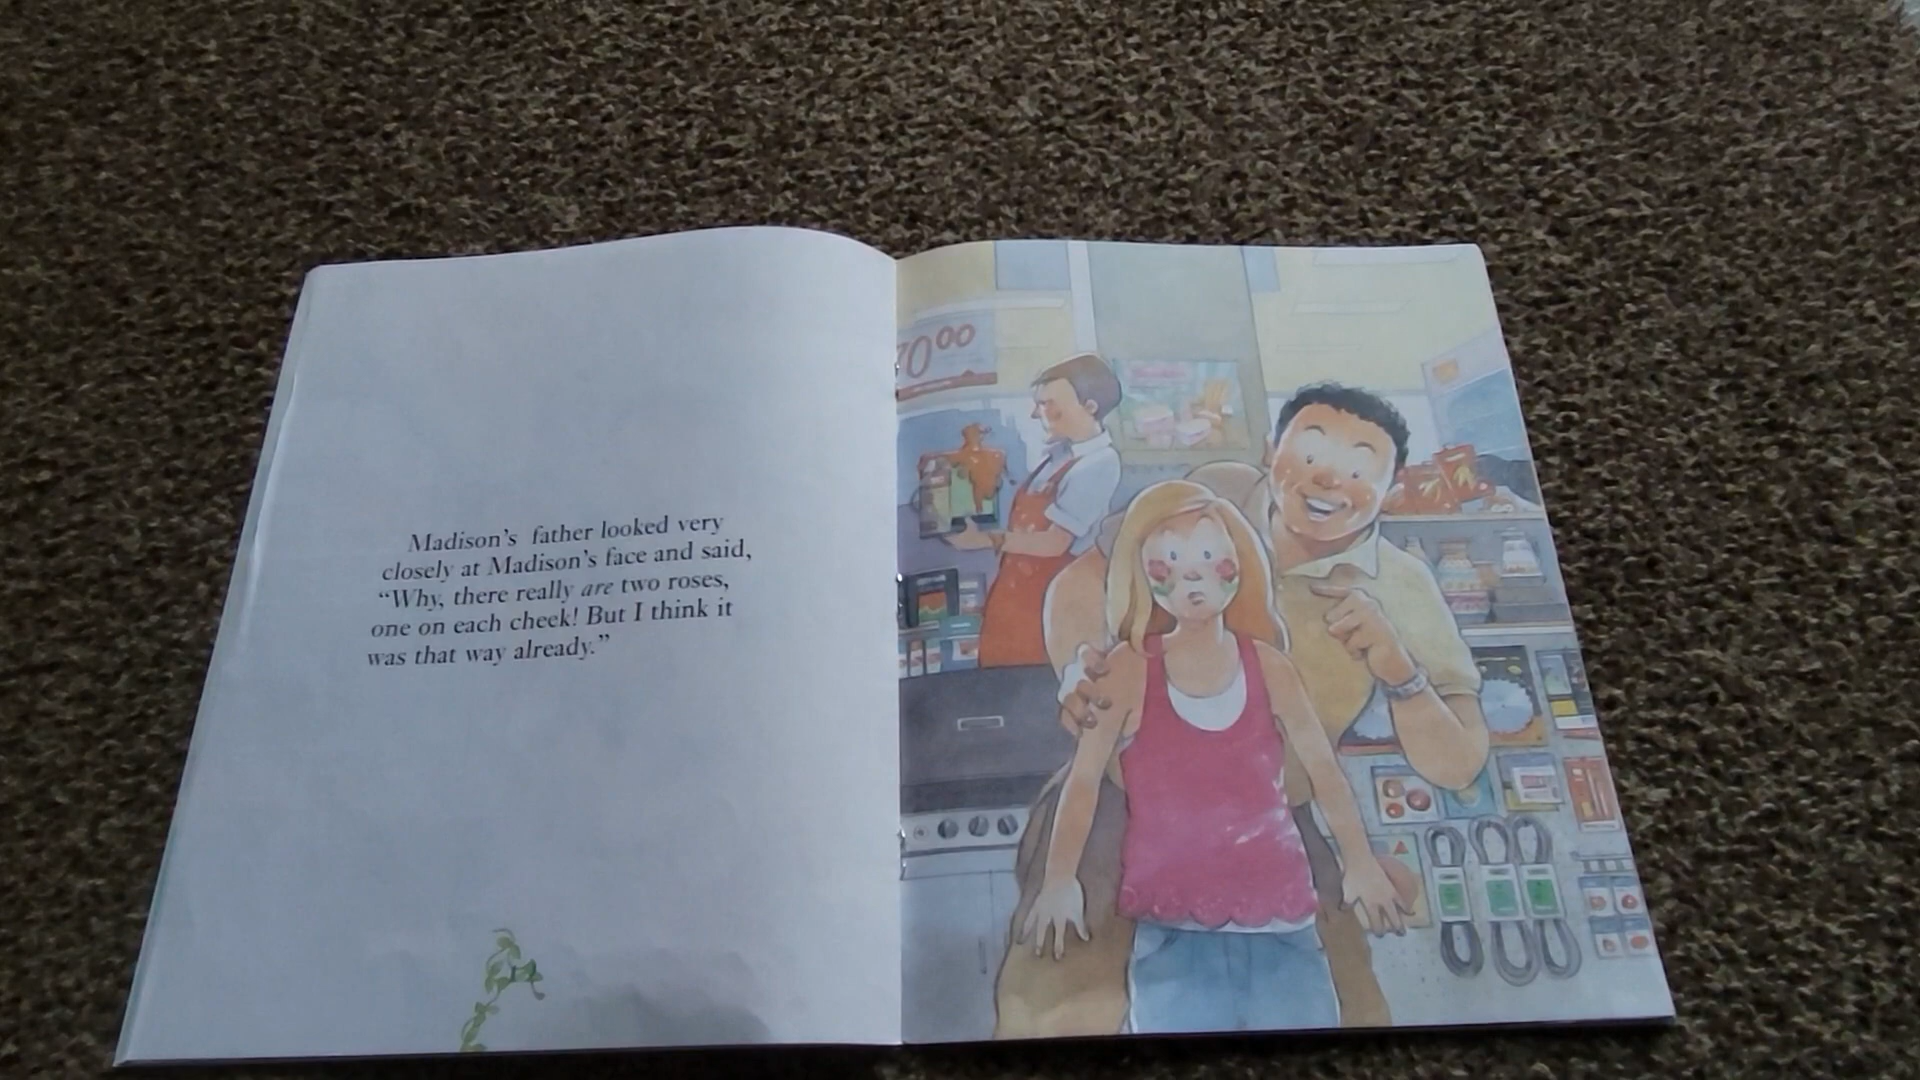 Madison's father looked very
closely at Madison's face and said,
“Why, there really are two roses,
one on each cheek! But I think it
was that way already.”
70⁰⁰